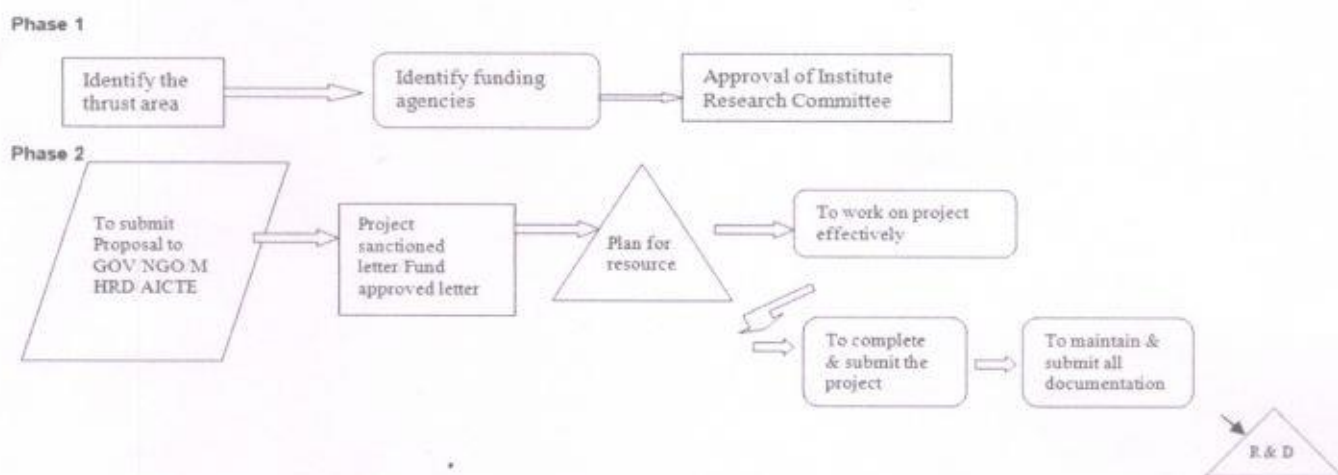 Phase 1
Identify the
thrust area
Identify funding
agencies
Approval of Institute
Research Committee
Phase 2
To submit
Proposal to
GOV NGO M
HRD AICTE
Project
sanctioned
letter Fund
approved letter
Plan for
resource
To work on project
effectively
To complete
& submit the
project
To maintain &
submit all
documentation
R & D